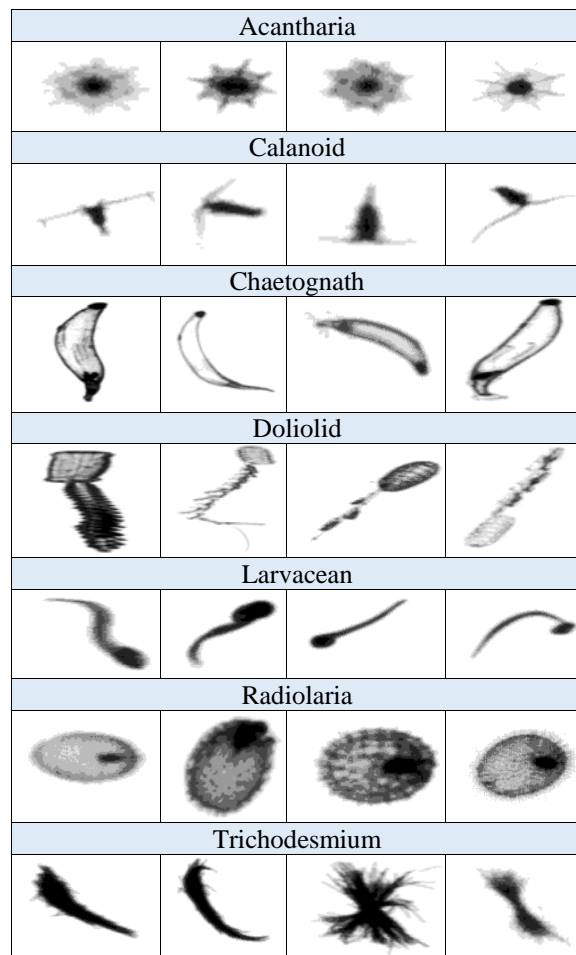 Acantharia
Calanoid
Chaetognath
Doliolid
Larvacean
Radiolaria
Trichodesmium